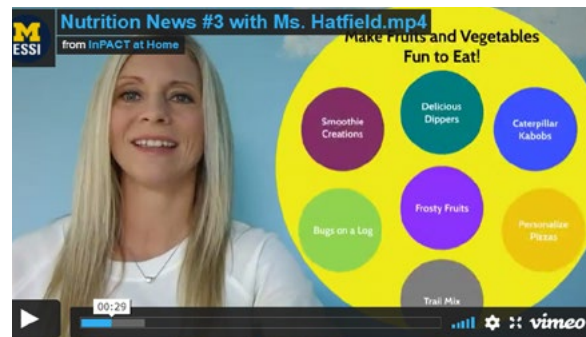 M
ESSI
Nutrition News #3 with Ms. Hatfield.mp4
from InPACT at Home
Make Fruits and Vegetables
Fun to Eat!
Smoothie
Creations
Delicious
Dippers
Caterpillar
Kabobs
Bugs on a Log
Frosty Fruits
Personalize
Pizzas
Trail Mix
00:29
vimeo